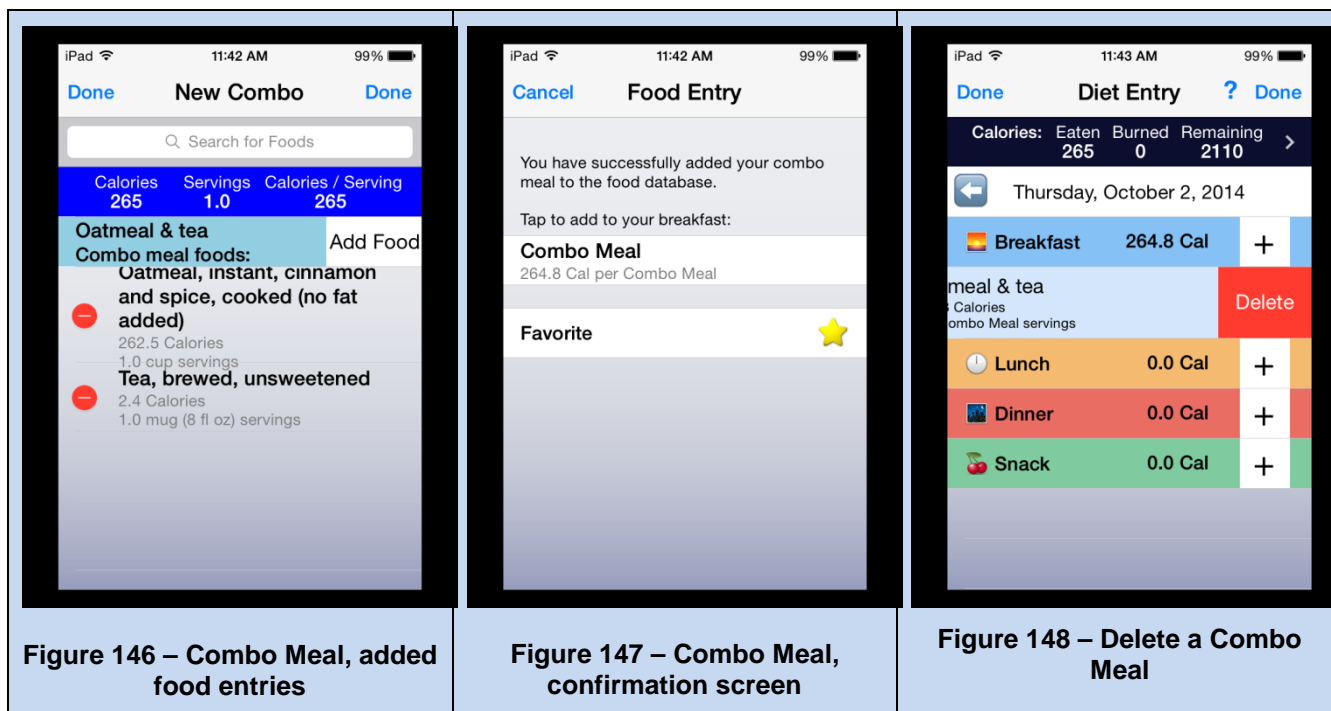 iPad 11:42 AM 99%
Done New Combo Done
Search for Foods
Calories Servings Calories / Serving
265 1.0 265
Oatmeal & tea
Combo meal foods:
Add Food
Oatmeal, instant, cinnamon
and spice, cooked (no fat
added)
262.5 Calories
1.0 cup servings
Tea, brewed, unsweetened
2.4 Calories
1.0 mug (8 fl oz) servings
Figure 146 – Combo Meal, added
food entries
iPad 11:42 AM 99%
Cancel Food Entry
You have successfully added your combo
meal to the food database.
Tap to add to your breakfast:
Combo Meal
264.8 Cal per Combo Meal
Favorite
Figure 147 – Combo Meal,
confirmation screen
iPad 11:43 AM 99%
Done Diet Entry ? Done
Calories: Eaten Burned Remaining
265 0 2110 >
Thursday, October 2, 2014
Breakfast 264.8 Cal +
meal & tea
Calories
ombo Meal servings
Delete
Lunch 0.0 Cal +
Dinner 0.0 Cal +
Snack 0.0 Cal +
Figure 148 – Delete a Combo
Meal